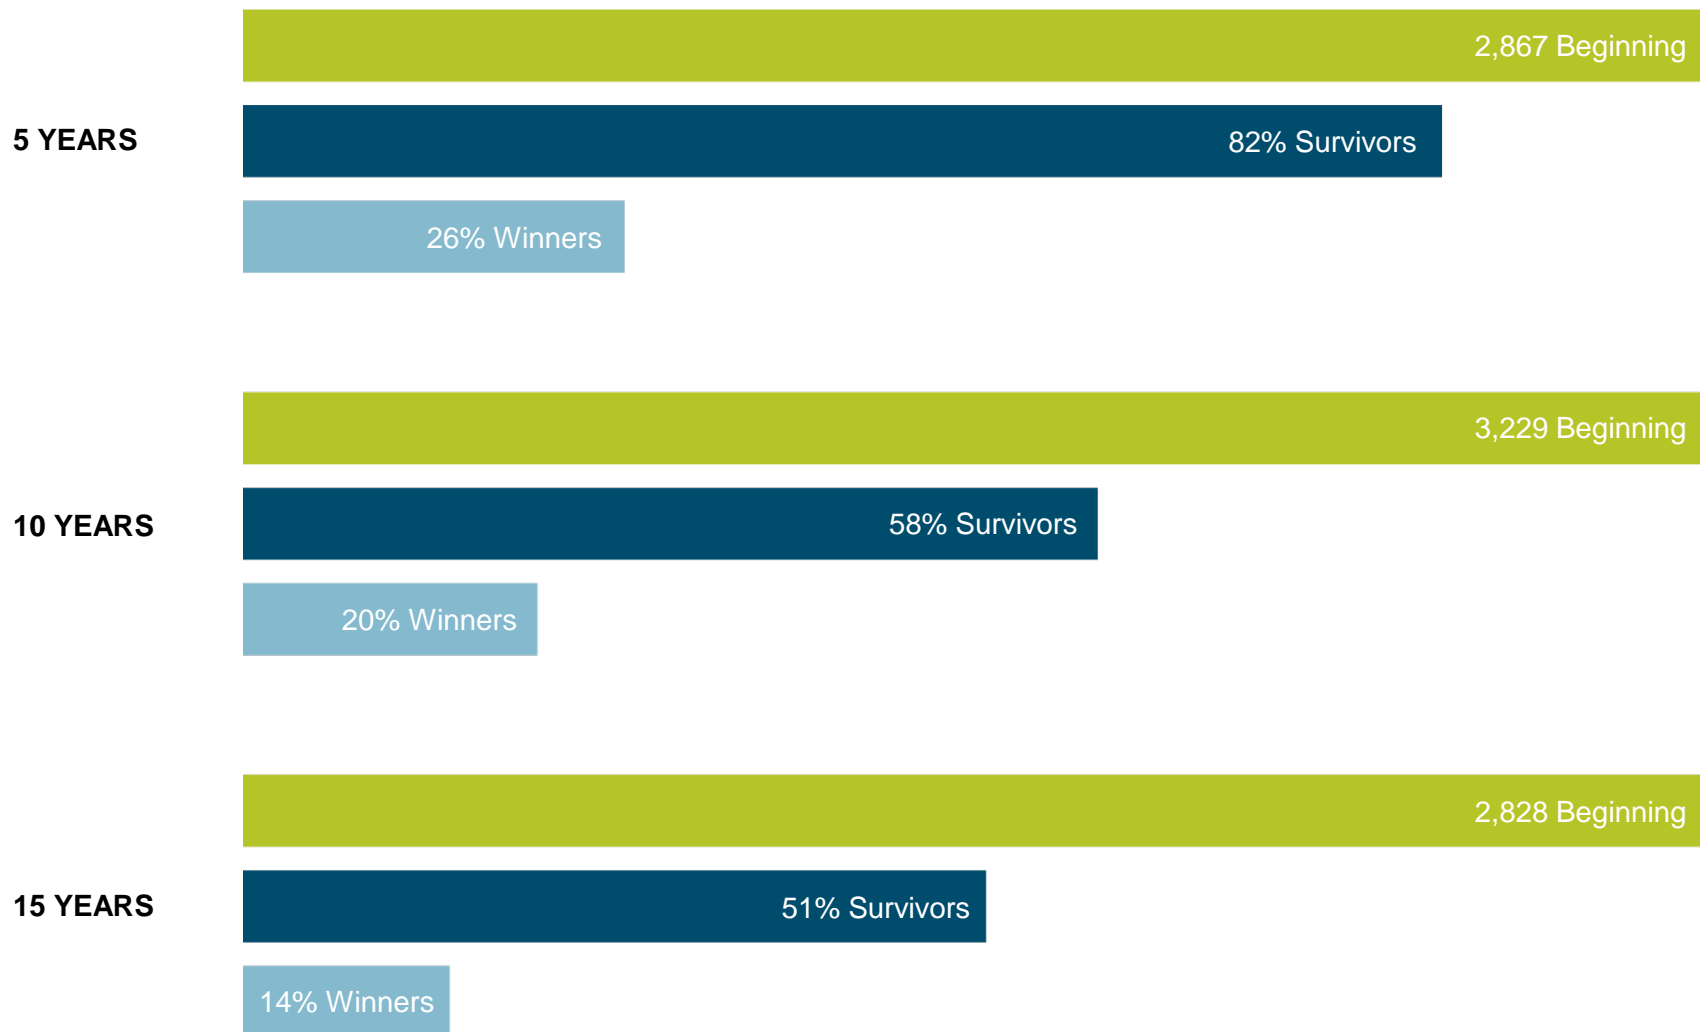 2,867 Beginning
5 YEARS
82% Survivors
26% Winners
3,229 Beginning
10 YEARS
58% Survivors
20% Winners
2,828 Beginning
15 YEARS
51% Survivors
14% Winners